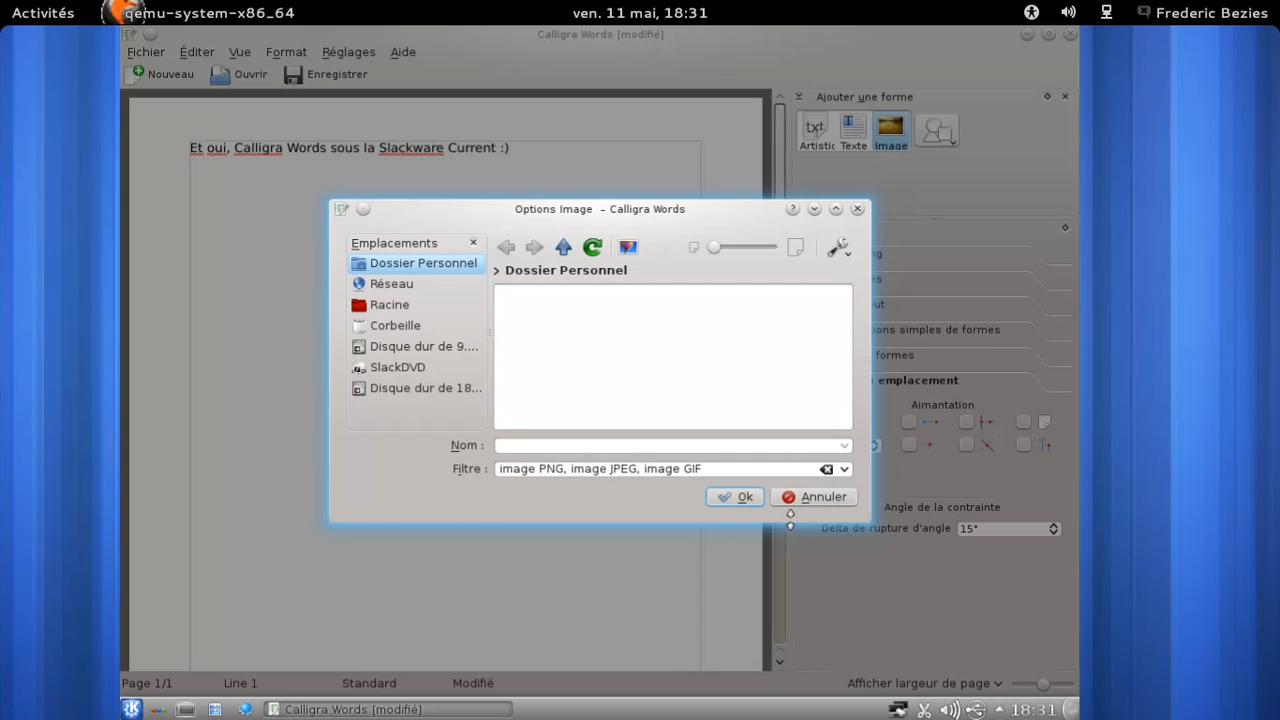 Activités qemu-system-x86_64 ven. 11 mai, 18:31 Frederic Bezies
Calligra Words [modifié]
Fichier Éditer Vue Format Réglages Aide
Nouveau Ouvrir Enregistrer
Ajouter une forme
txt
T
Artistic Texte Image
Et oui, Calligra Words sous la Slackware Current :)
Options Image – Calligra Words
Emplacements
Dossier Personnel
Réseau
Racine
Corbeille
Disque dur de 9....
SlackDVD
Disque dur de 18...
> Dossier Personnel
Nom :
Filtre : image PNG, image JPEG, image GIF
Ok Annuler
ng
es
out
tions simples de formes
formes
emplacement
Aimantation
Angle de la contrainte
Delta de rupture d'angle 15°
Page 1/1 Line 1 Standard Modifié Afficher largeur de page
Calligra Words [modifié] 18:31